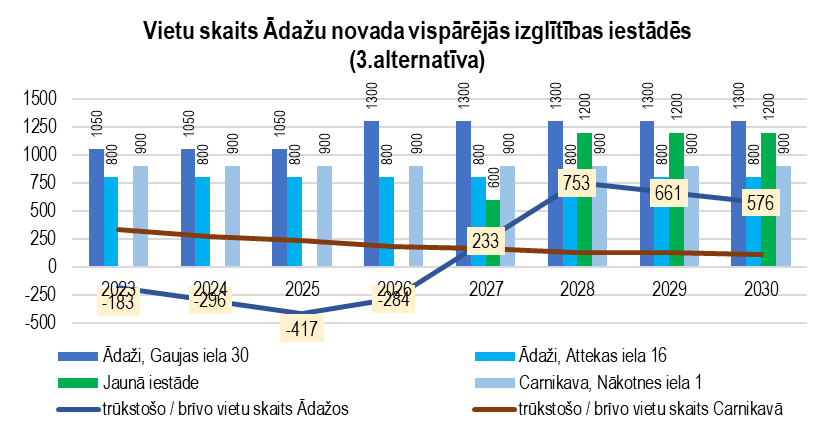 Vietu skaits Ādažu novada vispārējās izglītības iestādēs
(3.alternatīva)
1500
1250
1000
750
500
250
0
-250
-500
1050 800 900
1050 800 900
1050 800 900
1300 800 900
1300 800 600 900
1300 800 1200 900
1300 800 1200 900
1300 800 1200 900
-183 -296 -417 -284 233 753 661 576
2023 2024 2025 2026 2027 2028 2029 2030
Ādaži, Gaujas iela 30
Ādaži, Attekas iela 16
Jaunā iestāde
Carnikava, Nākotnes iela 1
trūkstošo / brīvo vietu skaits Ādažos
trūkstošo / brīvo vietu skaits Carnikavā